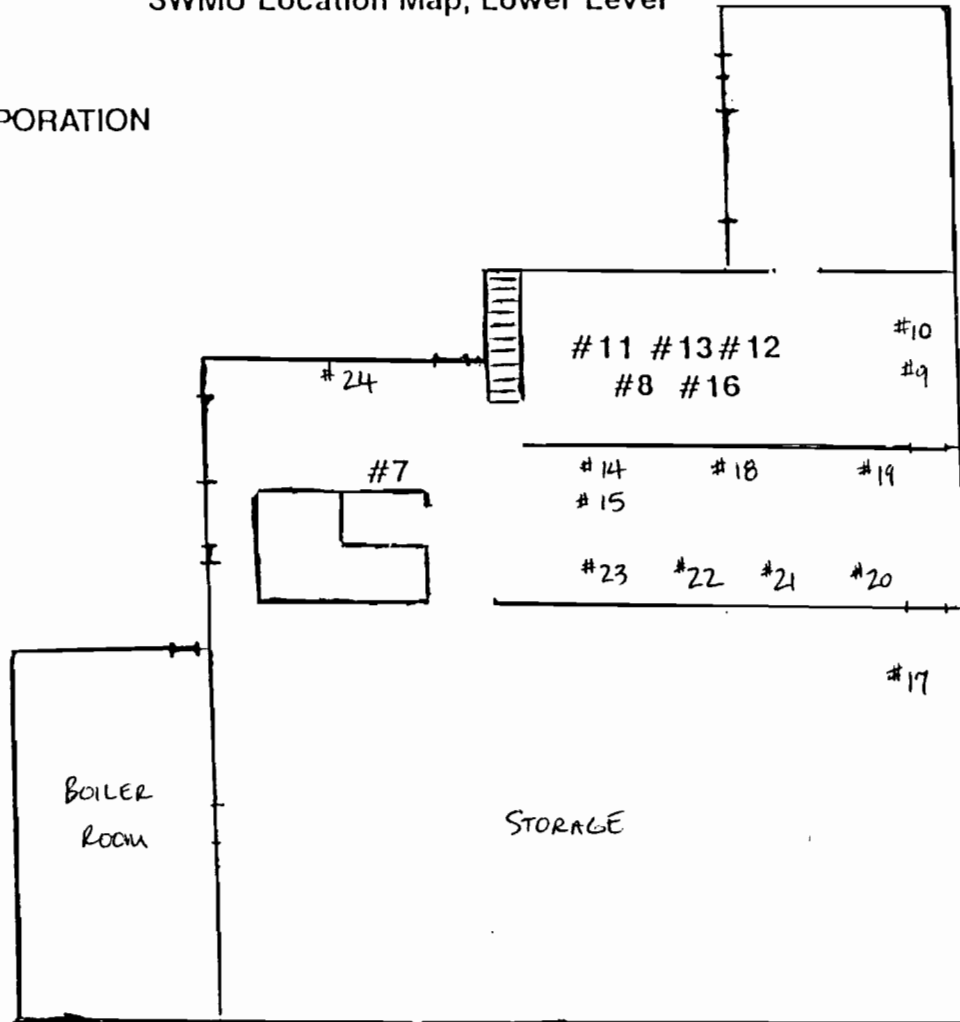 SWMU Location Map, Lower Level
PORATION
#10
#11 #13 #12
#9
#24
#8 #16
#7
#14 #18 #19
#15
#23 #22 #21 #20
#17
BOILER
ROOM
STORAGE